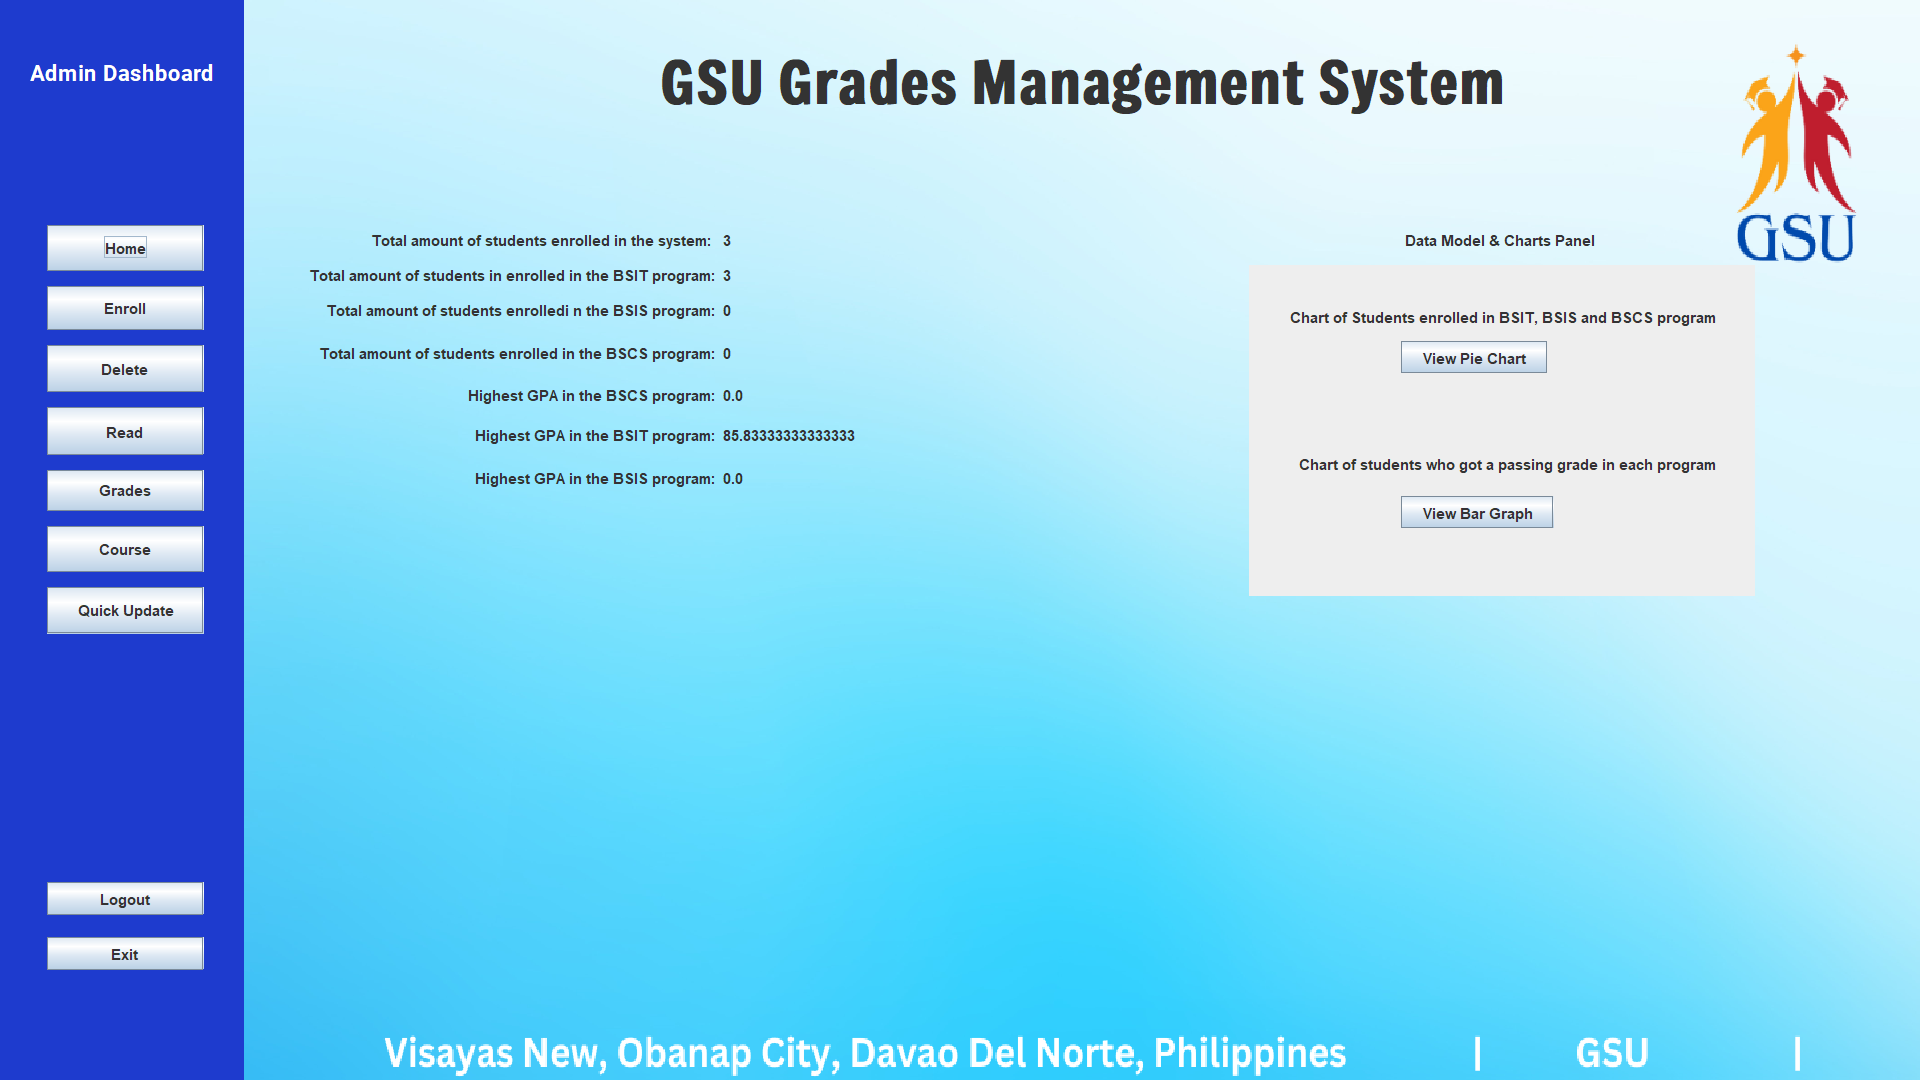 Admin Dashboard
Home
Enroll
Delete
Read
Grades
Course
Quick Update
Logout
Exit
GSU Grades Management System
GSU
Total amount of students enrolled in the system: 3
Total amount of students in enrolled in the BSIT program: 3
Total amount of students enrolledi n the BSIS program: 0
Total amount of students enrolled in the BSCS program: 0
Highest GPA in the BSCS program: 0.0
Highest GPA in the BSIT program: 85.83333333333333
Highest GPA in the BSIS program: 0.0
Data Model & Charts Panel
Chart of Students enrolled in BSIT, BSIS and BSCS program
View Pie Chart
Chart of students who got a passing grade in each program
View Bar Graph
Visayas New, Obanap City, Davao Del Norte, Philippines | GSU |